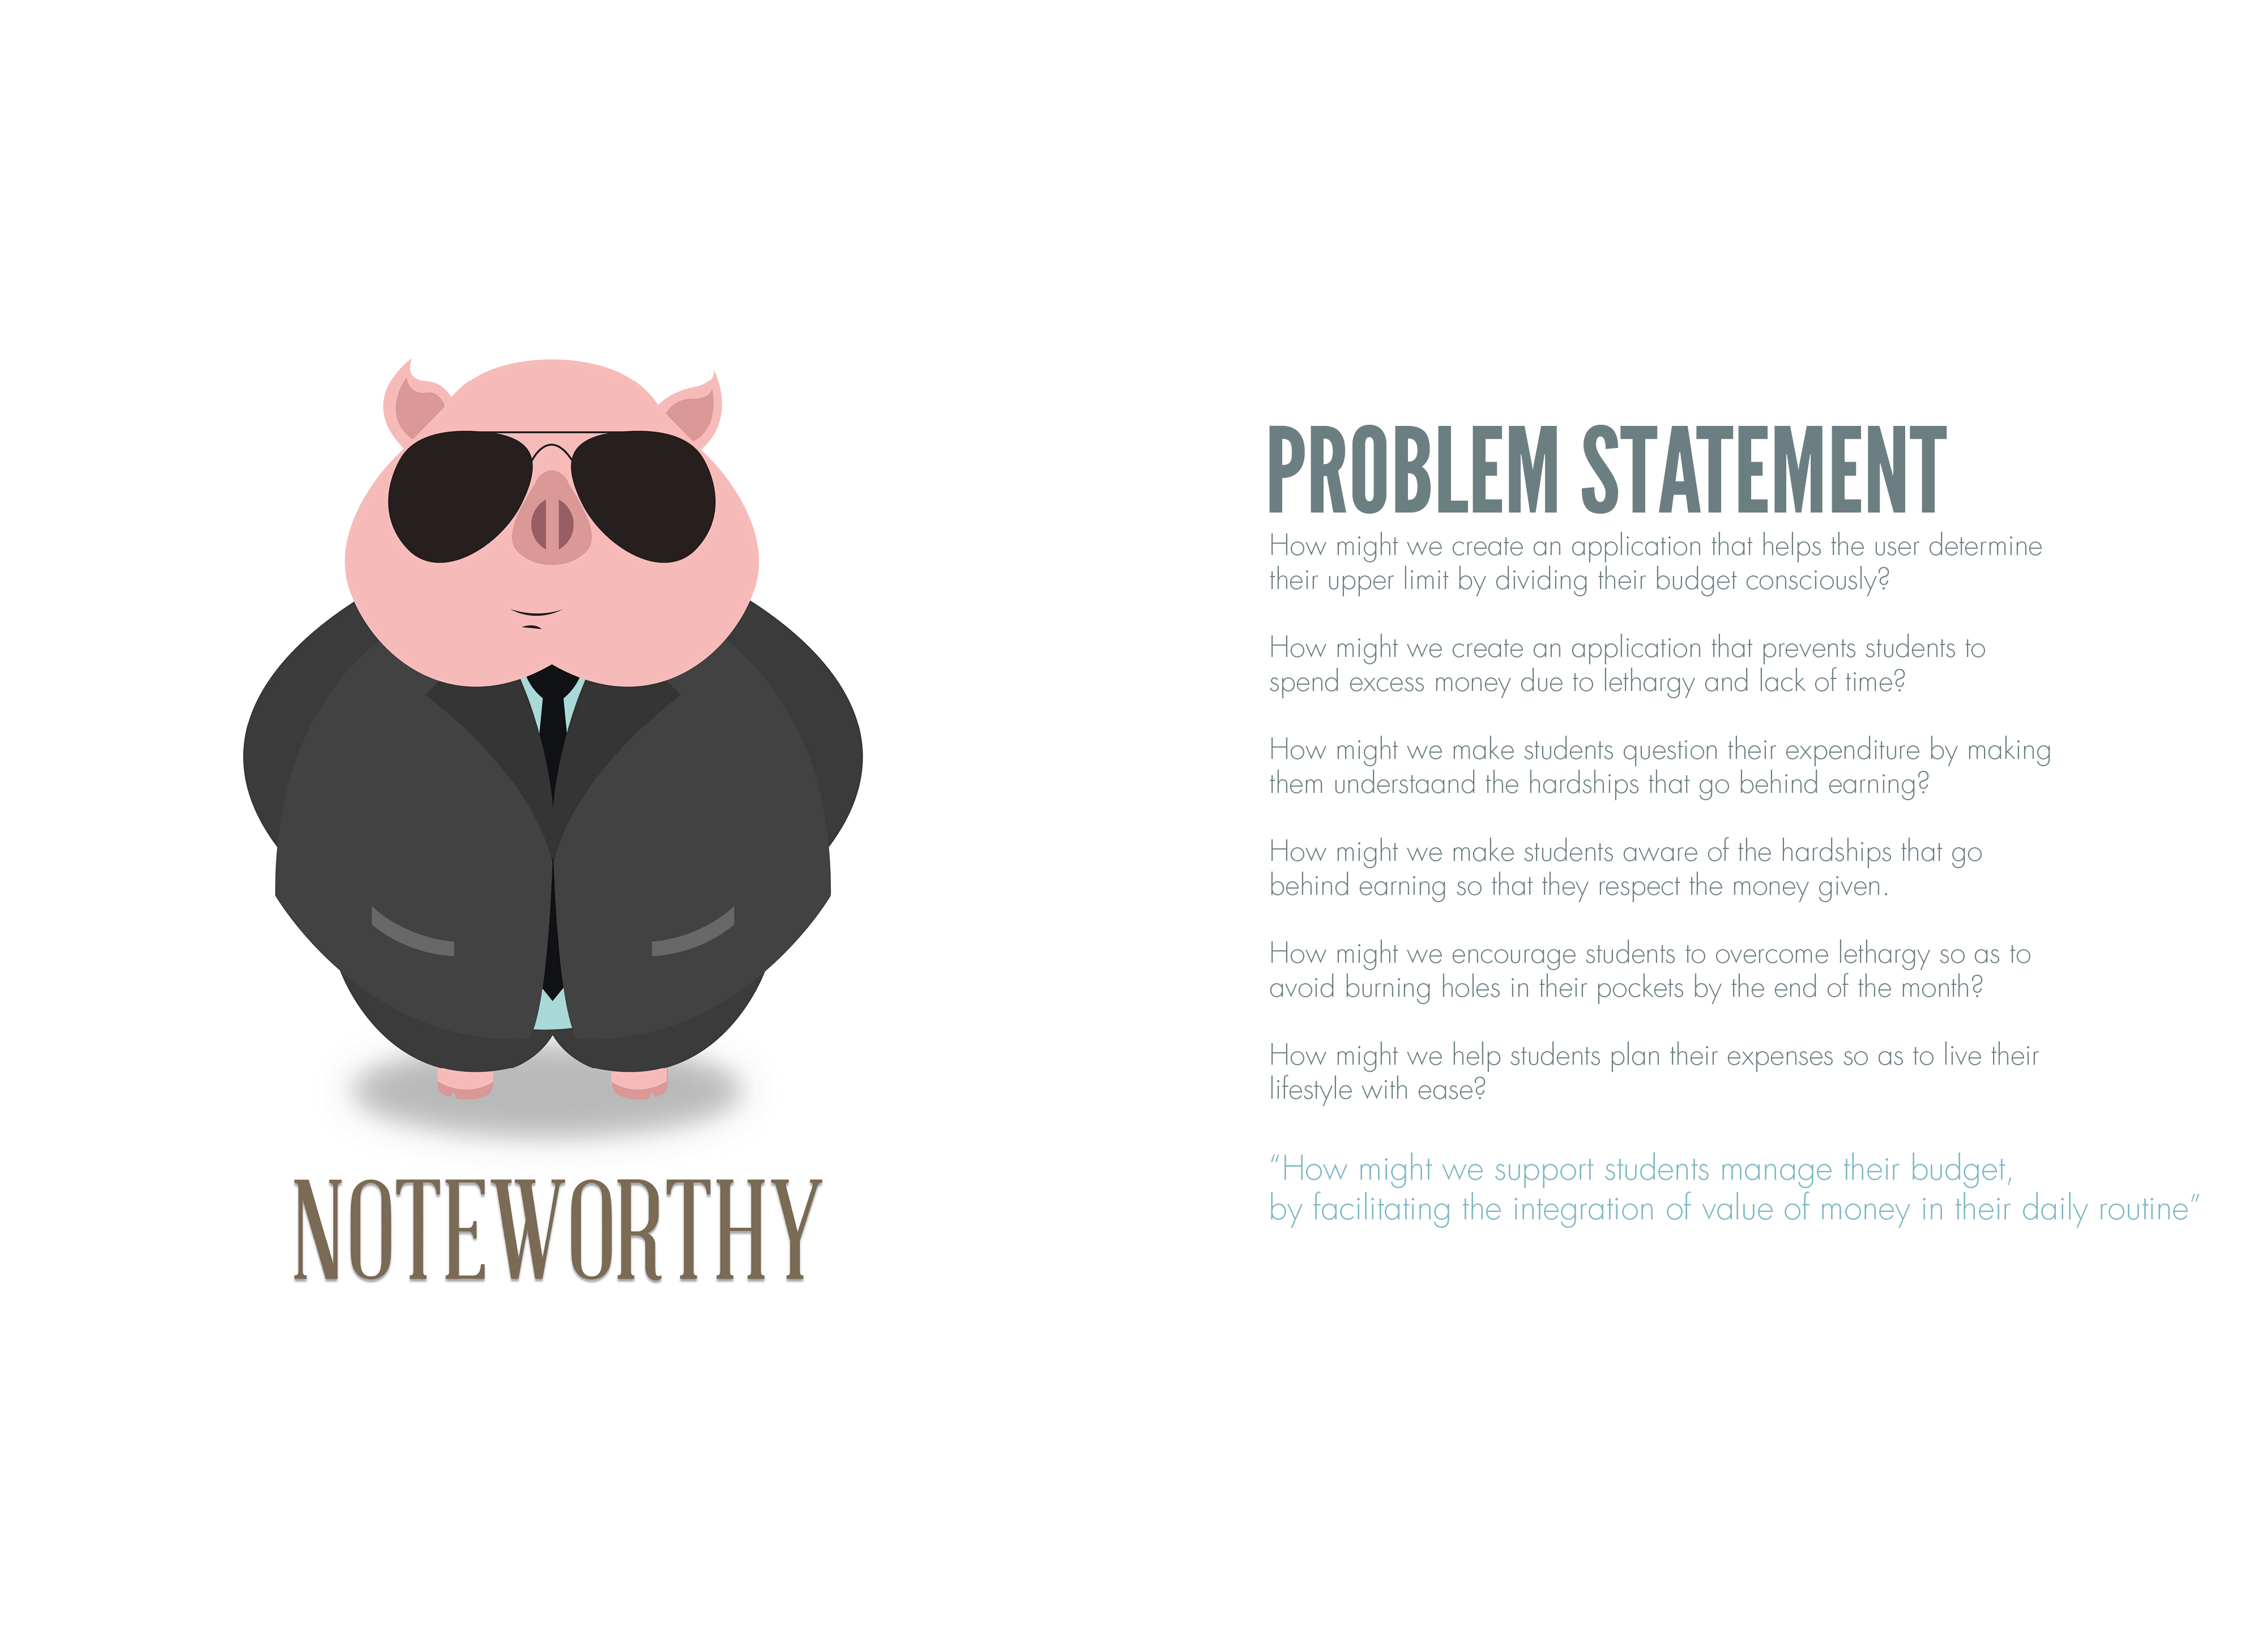 NOTEWORTHY
PROBLEM STATEMENT
How might we create an application that helps the user determine
their upper limit by dividing their budget consciously?
How might we create an application that prevents students to
spend excess money due to lethargy and lack of time?
How might we make students question their expenditure by making
them understaand the hardships that go behind earning?
How might we make students aware of the hardships that go
behind earning so that they respect the money given.
How might we encourage students to overcome lethargy so as to
avoid burning holes in their pockets by the end of the month?
How might we help students plan their expenses so as to live their
lifestyle with ease?
“How might we support students manage their budget,
by facilitating the integration of value of money in their daily routine”